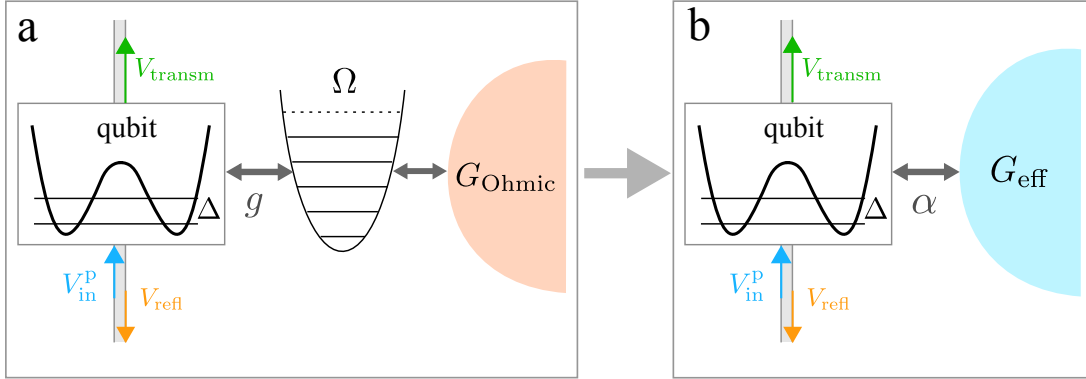 a
V_transm
qubit
Δ
V_in^p
V_refl
g
Ω
G_Ohmic
b
V_transm
qubit
Δ
V_in^p
V_refl
α
G_eff